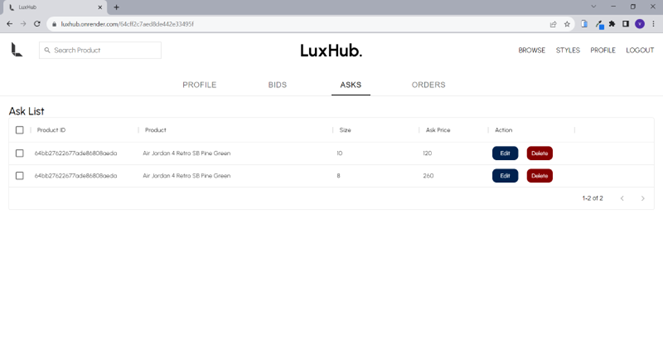 LuxHub
luxhub.onrender.com/64cff2c7aed8de442e33495f
Search Product
LuxHub.
BROWSE STYLES PROFILE LOGOUT
PROFILE BIDS ASKS ORDERS
Ask List
Product ID Product Size Ask Price Action
64bb27622677ade86808aeda Air Jordan 4 Retro SB Pine Green 10 120 Edit Delete
64bb27622677ade86808aeda Air Jordan 4 Retro SB Pine Green 8 260 Edit Delete
1-2 of 2